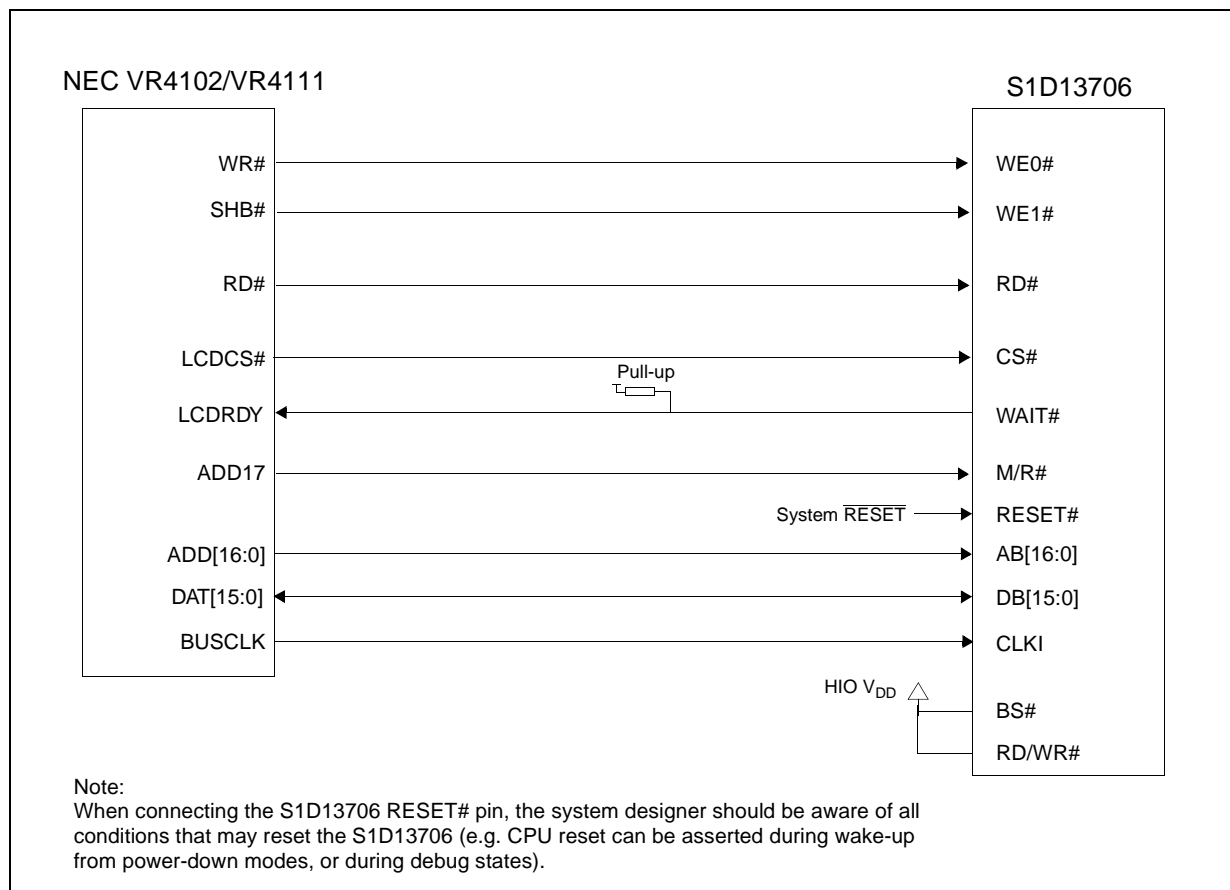 NEC VR4102/VR4111
S1D13706
WR#
WE0#
SHB#
WE1#
RD#
RD#
LCDCS#
CS#
Pull-up
LCDRDY
WAIT#
ADD17
M/R#
System RESET
RESET#
ADD[16:0]
AB[16:0]
DAT[15:0]
DB[15:0]
BUSCLK
CLKI
HIO VDD
BS#
RD/WR#
Note:
When connecting the S1D13706 RESET# pin, the system designer should be aware of all
conditions that may reset the S1D13706 (e.g. CPU reset can be asserted during wake-up
from power-down modes, or during debug states).